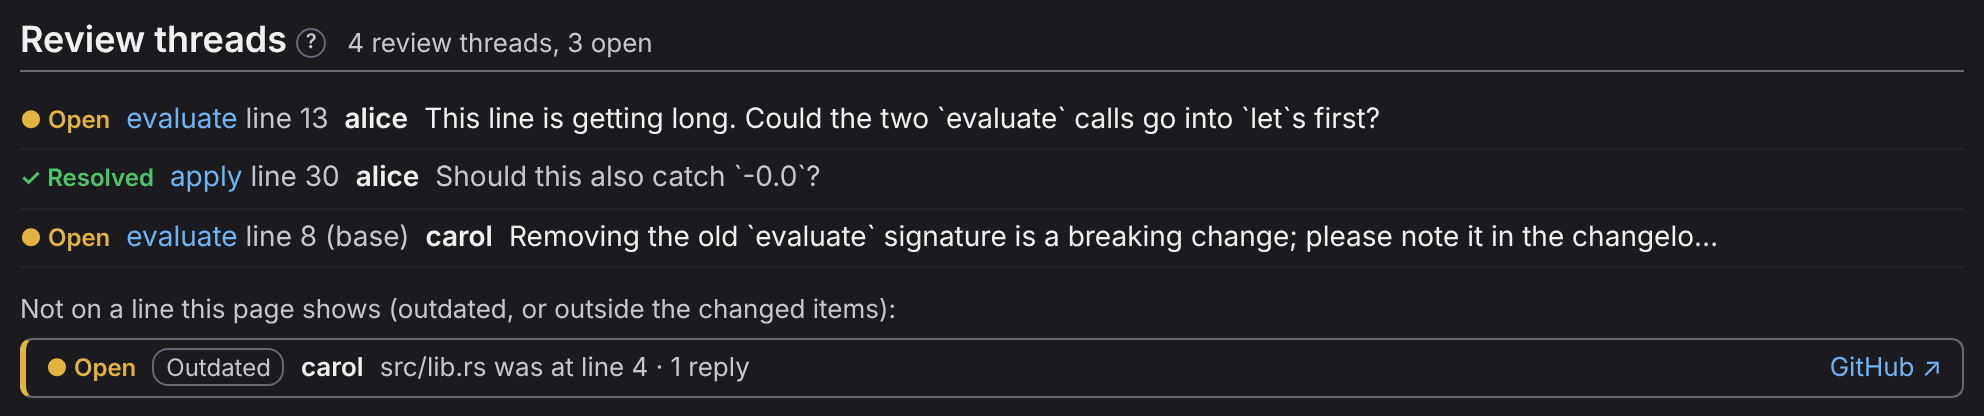 Review threads ? 4 review threads, 3 open
Open evaluate line 13 alice This line is getting long. Could the two `evaluate` calls go into `let`s first?
Resolved apply line 30 alice Should this also catch `-0.0`?
Open evaluate line 8 (base) carol Removing the old `evaluate` signature is a breaking change; please note it in the changelo...
Not on a line this page shows (outdated, or outside the changed items):
Open Outdated carol src/lib.rs was at line 4 · 1 reply GitHub ↗